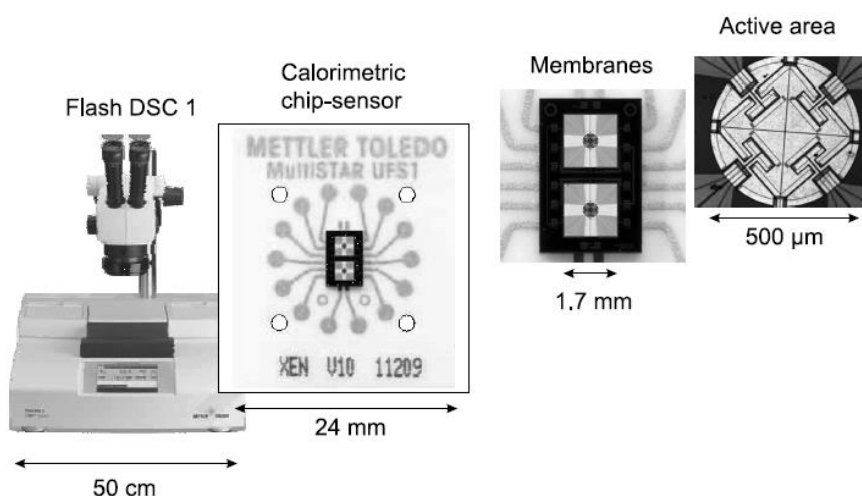 Active area
Calorimetric
chip-sensor
Membranes
Flash DSC 1
METTLER TOLEDO
MultiSTAR UFS1
XEN V10 11209
500 µm
1.7 mm
24 mm
50 cm